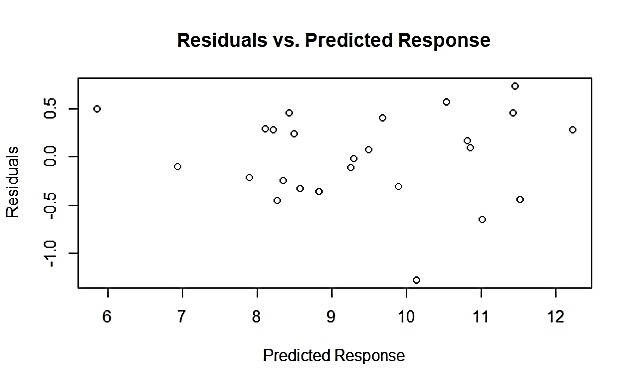 Residuals vs. Predicted Response
Residuals
0.5
0.0
-0.5
-1.0
6 7 8 9 10 11 12
Predicted Response